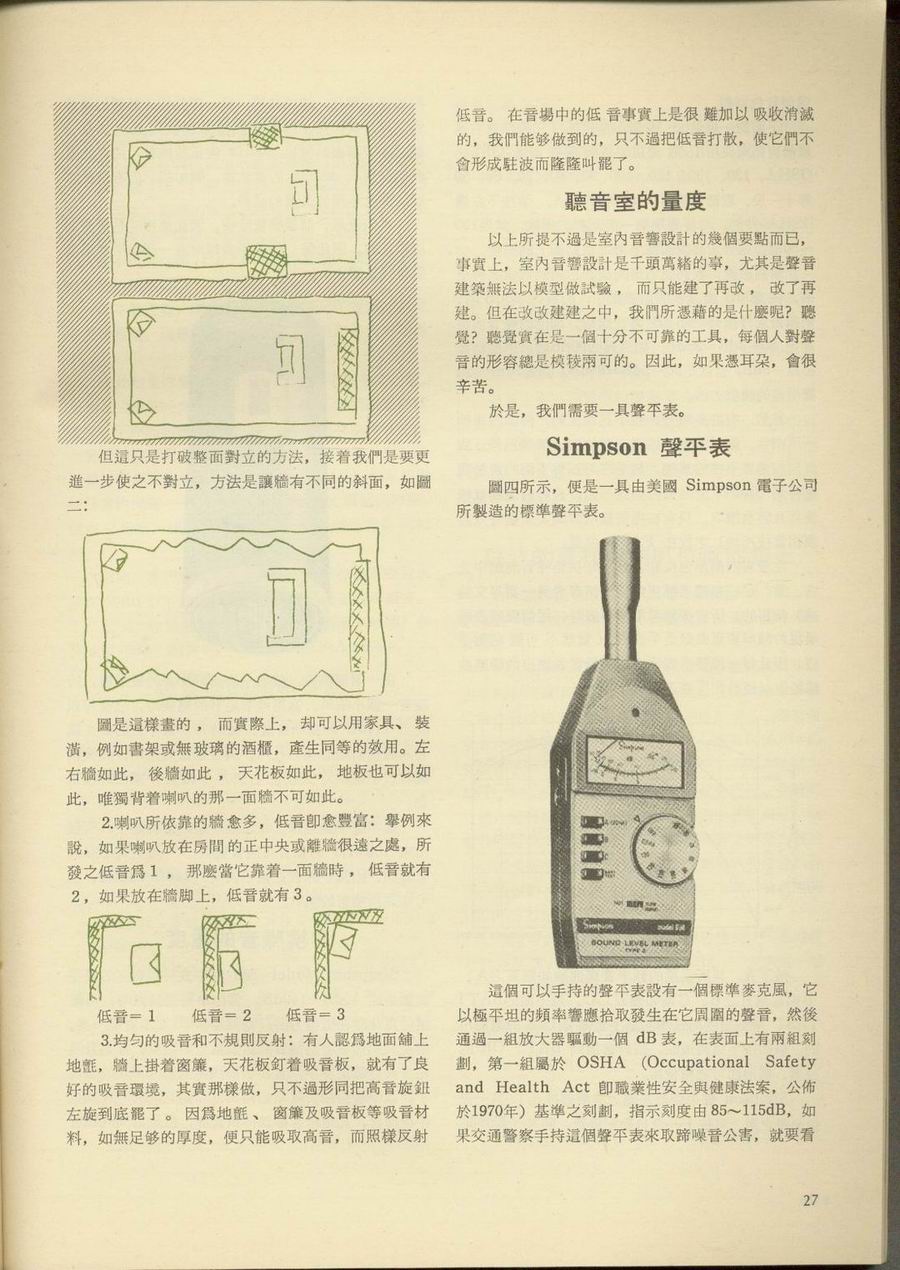 但這只是打破整面對立的方法，接着我們是要更
進一步使之不對立，方法是讓牆有不同的斜面，如圖
二：
圖是這樣畫的， 而實際上， 却可以用家具、 裝
潢，例如書架或無玻璃的酒櫃，產生同等的效用。左
右牆如此， 後牆如此， 天花板如此， 地板也可以如
此，唯獨背着喇叭的那一面牆不可如此。
2.喇叭所依靠的牆愈多，低音卽愈豐富：舉例來
說，如果喇叭放在房間的正中央或離牆很遠之處，所
發之低音爲1， 那麽當它靠着一面牆時， 低音就有
2，如果放在牆脚上，低音就有3。
低音＝1 低音＝2 低音＝3
3.均勻的吸音和不規則反射：有人認爲地面舖上
地氈，牆上掛着窗簾，天花板釘着吸音板，就有了良
好的吸音環境，其實那樣做，只不過形同把高音旋鈕
左旋到底罷了。因爲地氈、 窗簾及吸音板等吸音材
料，如無足够的厚度，便只能吸取高音，而照樣反射
低音。 在音場中的低音事實上是很難加以吸收消滅
的，我們能够做到的，只不過把低音打散，使它們不
會形成駐波而隆隆叫罷了。
聽音室的量度
以上所提不過是室內音響設計的幾個要點而已，
事實上，室內音響設計是千頭萬緒的事，尤其是聲音
建築無法以模型做試驗， 而只能建了再改， 改了再
建。但在改改建建之中，我們所憑藉的是什麽呢？聽
覺？聽覺實在是一個十分不可靠的工具，每個人對聲
音的形容總是模稜兩可的。因此，如果憑耳朶，會很
辛苦。
於是，我們需要一具聲平表。
Simpson 聲平表
圖四所示，便是一具由美國 Simpson 電子公司
所製造的標準聲平表。
Simpson
Simpson
SOUND LEVEL METER
TYPE 2
這個可以手持的聲平表設有一個標準麥克風，它
以極平坦的頻率響應拾取發生在它周圍的聲音，然後
通過一組放大器驅動一個 dB 表，在表面上有兩組刻
劃，第一組屬於 OSHA (Occupational Safety
and Health Act 卽職業性安全與健康法案，公佈
於1970年）基準之刻劃，指示刻度由85～115dB，如
果交通警察手持這個聲平表來取蹄噪音公害，就要看
27